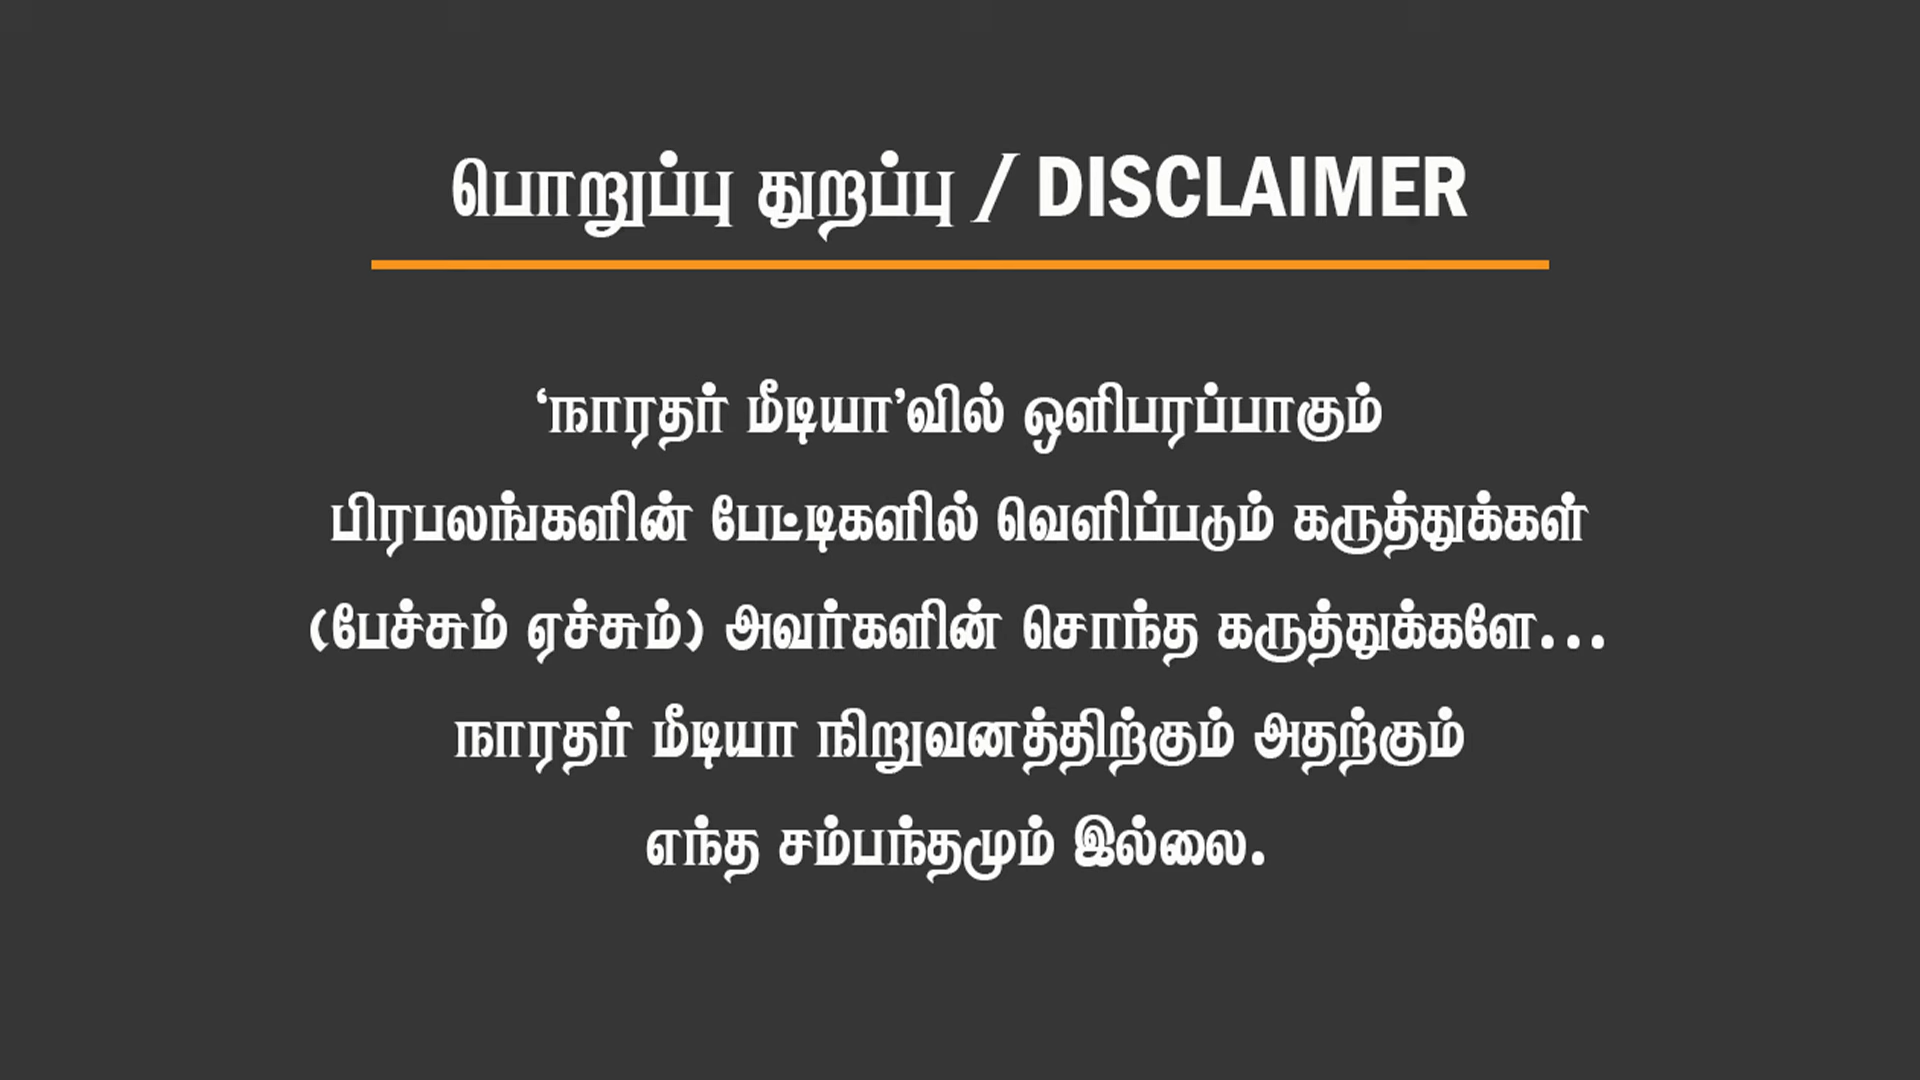 பொறுப்பு துறப்பு / DISCLAIMER
‘நாரதர் மீடியா’வில் ஒளிபரப்பாகும்
பிரபலங்களின் பேட்டிகளில் வெளிப்படும் கருத்துக்கள்
(பேச்சும் ஏச்சும்) அவர்களின் சொந்த கருத்துக்களே...
நாரதர் மீடியா நிறுவனத்திற்கும் அதற்கும்
எந்த சம்பந்தமும் இல்லை.